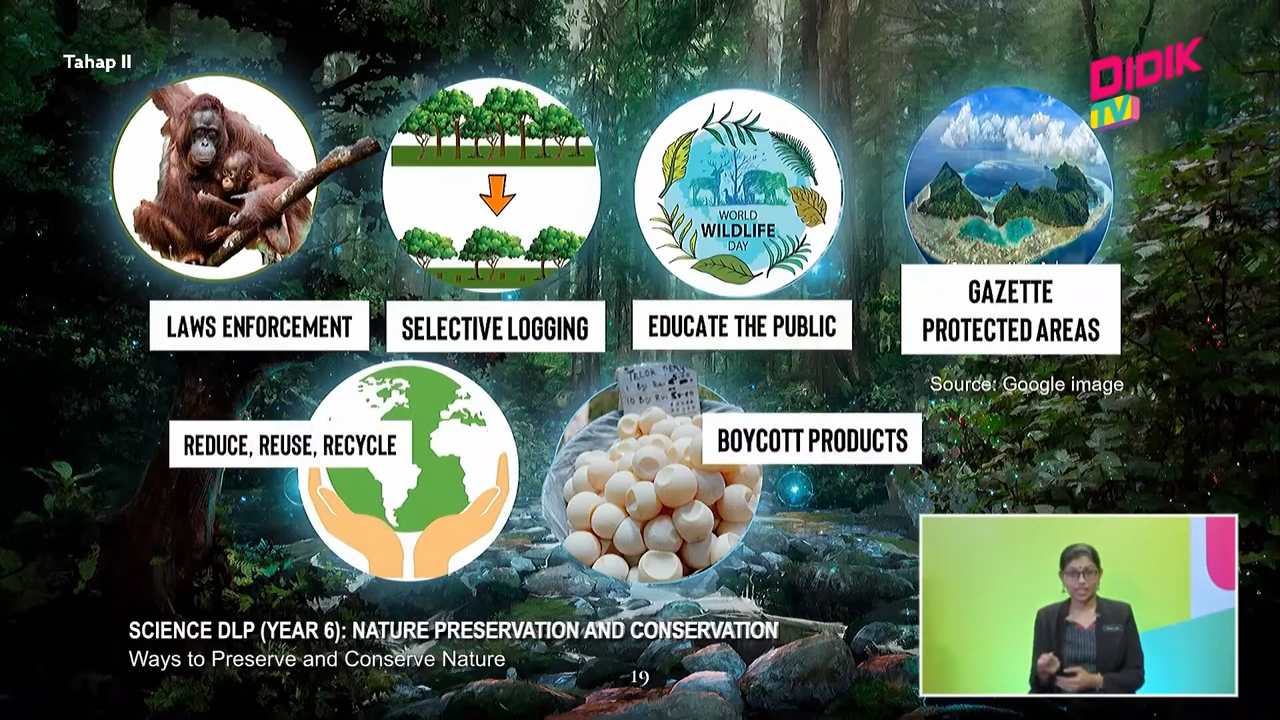 Tahap II
DIDIK
TV
WORLD
WILDLIFE
DAY
LAWS ENFORCEMENT
SELECTIVE LOGGING
EDUCATE THE PUBLIC
GAZETTE
PROTECTED AREAS
Source: Google image
REDUCE, REUSE, RECYCLE
BOYCOTT PRODUCTS
SCIENCE DLP (YEAR 6): NATURE PRESERVATION AND CONSERVATION
Ways to Preserve and Conserve Nature
19